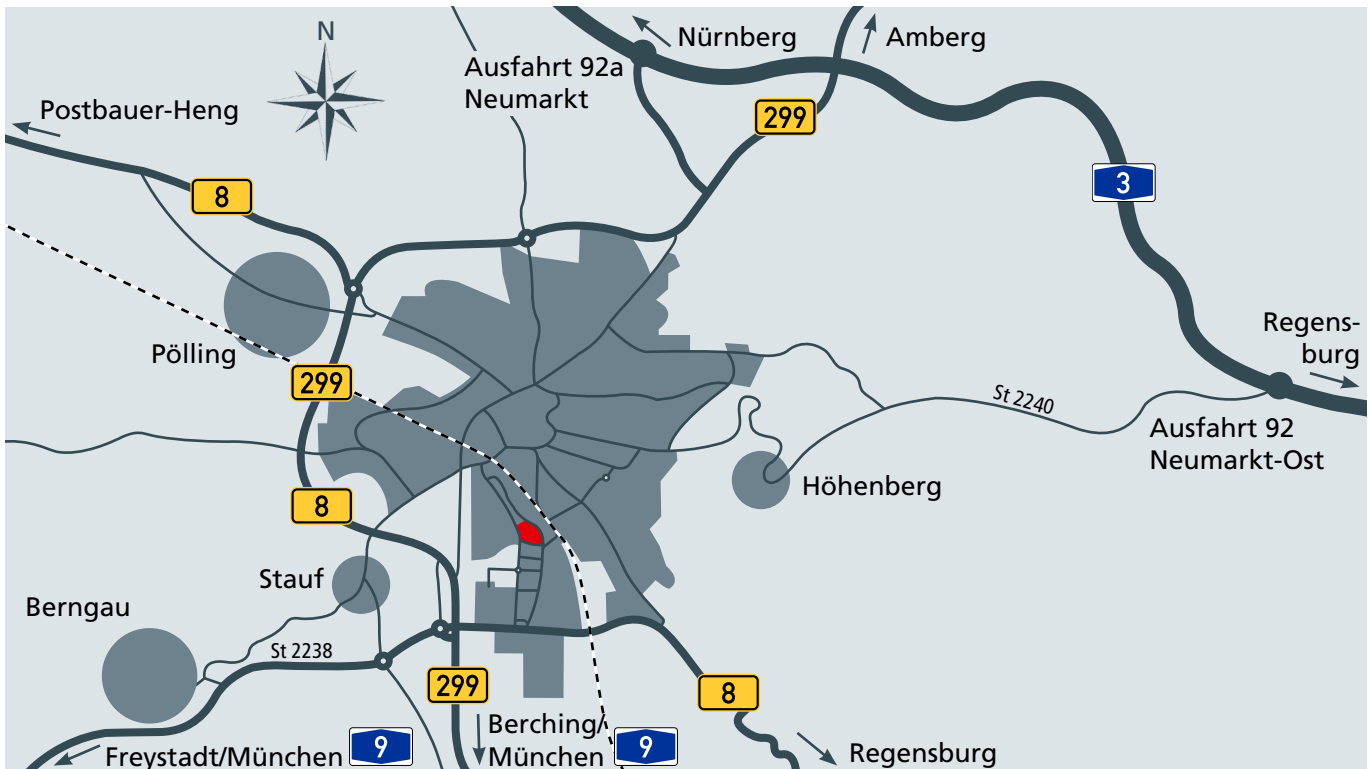 N
Nürnberg
Amberg
Ausfahrt 92a
Neumarkt
Postbauer-Heng
299
8
3
Regens-
burg
Pölling
299
St 2240
Ausfahrt 92
Neumarkt-Ost
8
Höhenberg
Stauf
Berngau
St 2238
299
8
Freystadt/München
9
Berching/
München
9
Regensburg